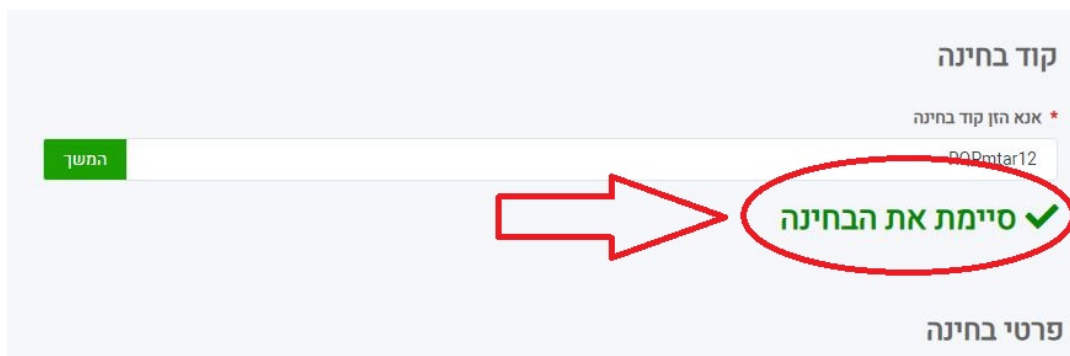 קוד בחינה
* אנא הזן קוד בחינה
המשך
סיימת את הבחינה
פרטי בחינה